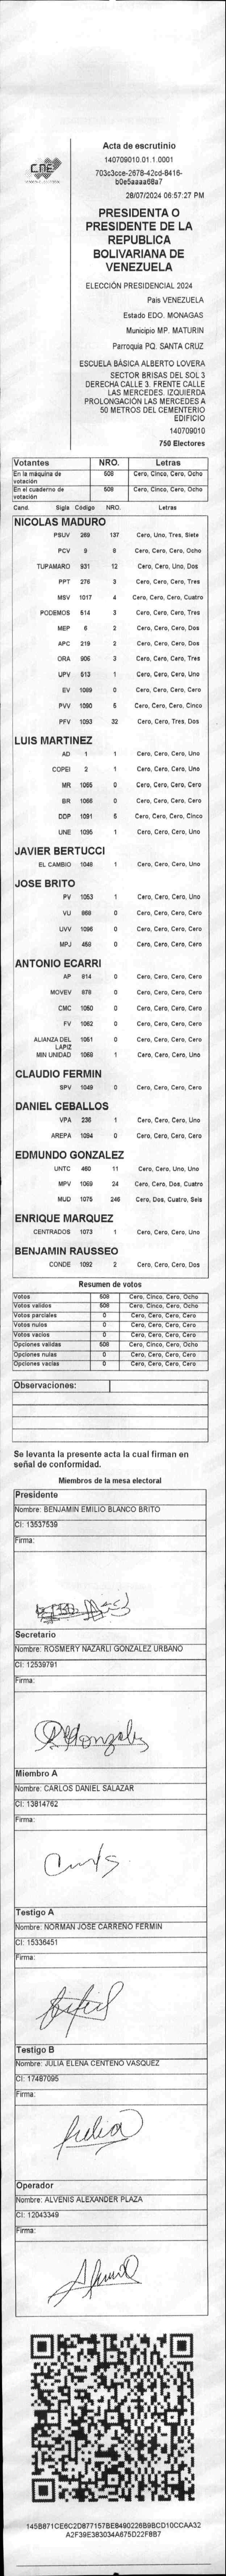 CNE
Acta de escrutinio
140709010.01.1.0001
703c3cce-2678-42cd-8416-
b0e5aaaa68a7
28/07/2024 06:57:27 PM
PRESIDENTA O
PRESIDENTE DE LA
REPUBLICA
BOLIVARIANA DE
VENEZUELA
ELECCIÓN PRESIDENCIAL 2024
Pais VENEZUELA
Estado EDO. MONAGAS
Municipio MP. MATURIN
Parroquia PQ. SANTA CRUZ
ESCUELA BÁSICA ALBERTO LOVERA
SECTOR BRISAS DEL SOL 3
DERECHA CALLE 3. FRENTE CALLE
LAS MERCEDES. IZQUIERDA
PROLONGACIÓN LAS MERCEDES A
50 METROS DEL CEMENTERIO
EDIFICIO
140709010
750 Electores
Votantes NRO. Letras
En la máquina de votación 508 Cero, Cinco, Cero, Ocho
En el cuaderno de votación 508 Cero, Cinco, Cero, Ocho
Cand. Sigla Código NRO. Letras
NICOLAS MADURO
PSUV 269 137 Cero, Uno, Tres, Siete
PCV 9 8 Cero, Cero, Cero, Ocho
TUPAMARO 931 12 Cero, Cero, Uno, Dos
PPT 276 3 Cero, Cero, Cero, Tres
MSV 1017 4 Cero, Cero, Cero, Cuatro
PODEMOS 514 3 Cero, Cero, Cero, Tres
MEP 6 2 Cero, Cero, Cero, Dos
APC 219 2 Cero, Cero, Cero, Dos
ORA 906 3 Cero, Cero, Cero, Tres
UPV 513 1 Cero, Cero, Cero, Uno
EV 1089 0 Cero, Cero, Cero, Cero
PVV 1090 5 Cero, Cero, Cero, Cinco
PFV 1093 32 Cero, Cero, Tres, Dos
LUIS MARTINEZ
AD 1 1 Cero, Cero, Cero, Uno
COPEI 2 1 Cero, Cero, Cero, Uno
MR 1055 0 Cero, Cero, Cero, Cero
BR 1066 0 Cero, Cero, Cero, Cero
DDP 1091 5 Cero, Cero, Cero, Cinco
UNE 1095 1 Cero, Cero, Cero, Uno
JAVIER BERTUCCI
EL CAMBIO 1048 1 Cero, Cero, Cero, Uno
JOSE BRITO
PV 1053 1 Cero, Cero, Cero, Uno
VU 868 0 Cero, Cero, Cero, Cero
UVV 1096 0 Cero, Cero, Cero, Cero
MPJ 459 0 Cero, Cero, Cero, Cero
ANTONIO ECARRI
AP 814 0 Cero, Cero, Cero, Cero
MOVEV 878 0 Cero, Cero, Cero, Cero
CMC 1050 0 Cero, Cero, Cero, Cero
FV 1062 0 Cero, Cero, Cero, Cero
ALIANZA DEL LAPIZ 1051 0 Cero, Cero, Cero, Cero
MIN UNIDAD 1068 1 Cero, Cero, Cero, Uno
CLAUDIO FERMIN
SPV 1049 0 Cero, Cero, Cero, Cero
DANIEL CEBALLOS
VPA 236 1 Cero, Cero, Cero, Uno
AREPA 1094 0 Cero, Cero, Cero, Cero
EDMUNDO GONZALEZ
UNTC 460 11 Cero, Cero, Uno, Uno
MPV 1069 24 Cero, Cero, Dos, Cuatro
MUD 1075 246 Cero, Dos, Cuatro, Seis
ENRIQUE MARQUEZ
CENTRADOS 1073 1 Cero, Cero, Cero, Uno
BENJAMIN RAUSSEO
CONDE 1092 2 Cero, Cero, Cero, Dos
Resumen de votos
Votos 508 Cero, Cinco, Cero, Ocho
Votos validos 508 Cero, Cinco, Cero, Ocho
Votos parciales 0 Cero, Cero, Cero, Cero
Votos nulos 0 Cero, Cero, Cero, Cero
Votos vacios 0 Cero, Cero, Cero, Cero
Opciones validas 508 Cero, Cinco, Cero, Ocho
Opciones nulas 0 Cero, Cero, Cero, Cero
Opciones vacias 0 Cero, Cero, Cero, Cero
Observaciones:
Se levanta la presente acta la cual firman en
señal de conformidad.
Miembros de la mesa electoral
Presidente
Nombre: BENJAMIN EMILIO BLANCO BRITO
CI: 13537539
Firma:
Secretario
Nombre: ROSMERY NAZARLI GONZALEZ URBANO
CI: 12539791
Firma:
RGonzalez
Miembro A
Nombre: CARLOS DANIEL SALAZAR
CI: 13814762
Firma:
Testigo A
Nombre: NORMAN JOSE CARREÑO FERMIN
CI: 15336451
Firma:
Testigo B
Nombre: JULIA ELENA CENTENO VASQUEZ
CI: 17487095
Firma:
Julia
Operador
Nombre: ALVENIS ALEXANDER PLAZA
CI: 12043349
Firma:
145B871CE6C2D877157BE8490226B9BCD10CCAA32
A2F39E383034A675D22F8B7